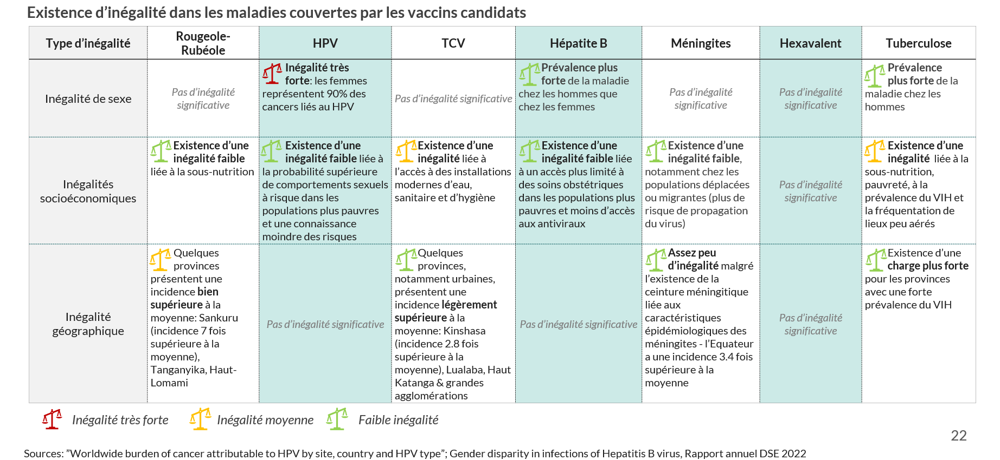 Existence d’inégalité dans les maladies couvertes par les vaccins candidats
Type d’inégalité
Rougeole-
Rubéole
HPV
TCV
Hépatite B
Méningites
Hexavalent
Tuberculose
Inégalité de sexe
Pas d’inégalité
significative
Inégalité très
forte: les femmes
représentent 90% des
cancers liés au HPV
Pas d’inégalité significative
Prévalence plus
forte de la maladie
chez les hommes que
chez les femmes
Pas d’inégalité
significative
Pas d’inégalité
significative
Prévalence
plus forte de la
maladie chez les
hommes
Inégalités
socioéconomiques
Existence d’une
inégalité faible
liée à la sous-nutrition
Existence d’une
inégalité faible liée à
la probabilité supérieure
de comportements sexuels
à risque dans les
populations plus pauvres
et une connaissance
moindre des risques
Existence d’une
inégalité liée à
l’accès à des installations
modernes d’eau,
sanitaire et d’hygiène
Existence d’une
inégalité faible liée
à un accès plus limité à
des soins obstétriques
dans les populations plus
pauvres et moins d’accès
aux antiviraux
Existence d’une
inégalité faible,
notamment chez les
populations déplacées
ou migrantes (plus de
risque de propagation
du virus)
Pas d’inégalité
significative
Existence d’une
inégalité liée à la
sous-nutrition,
pauvreté, à la
prévalence du VIH et
la fréquentation de
lieux peu aérés
Inégalité
géographique
Quelques
provinces
présentent une
incidence bien
supérieure à la
moyenne: Sankuru
(incidence 7 fois
supérieure à la
moyenne),
Tanganyika, Haut-
Lomami
Pas d’inégalité significative
Quelques
provinces,
notamment urbaines,
présentent une
incidence légèrement
supérieure à la
moyenne: Kinshasa
(incidence 2.8 fois
supérieure à la
moyenne), Lualaba, Haut
Katanga & grandes
agglomérations
Pas d’inégalité significative
Assez peu
d’inégalité malgré
l’existence de la
ceinture méningitique
liée aux
caractéristiques
épidémiologiques des
méningites - l’Equateur
a une incidence 3.4 fois
supérieure à la
moyenne
Pas d’inégalité
significative
Existence d’une
charge plus forte
pour les provinces
avec une forte
prévalence du VIH
Inégalité très forte
Inégalité moyenne
Faible inégalité
22
Sources: ”Worldwide burden of cancer attributable to HPV by site, country and HPV type”; Gender disparity in infections of Hepatitis B virus, Rapport annuel DSE 2022